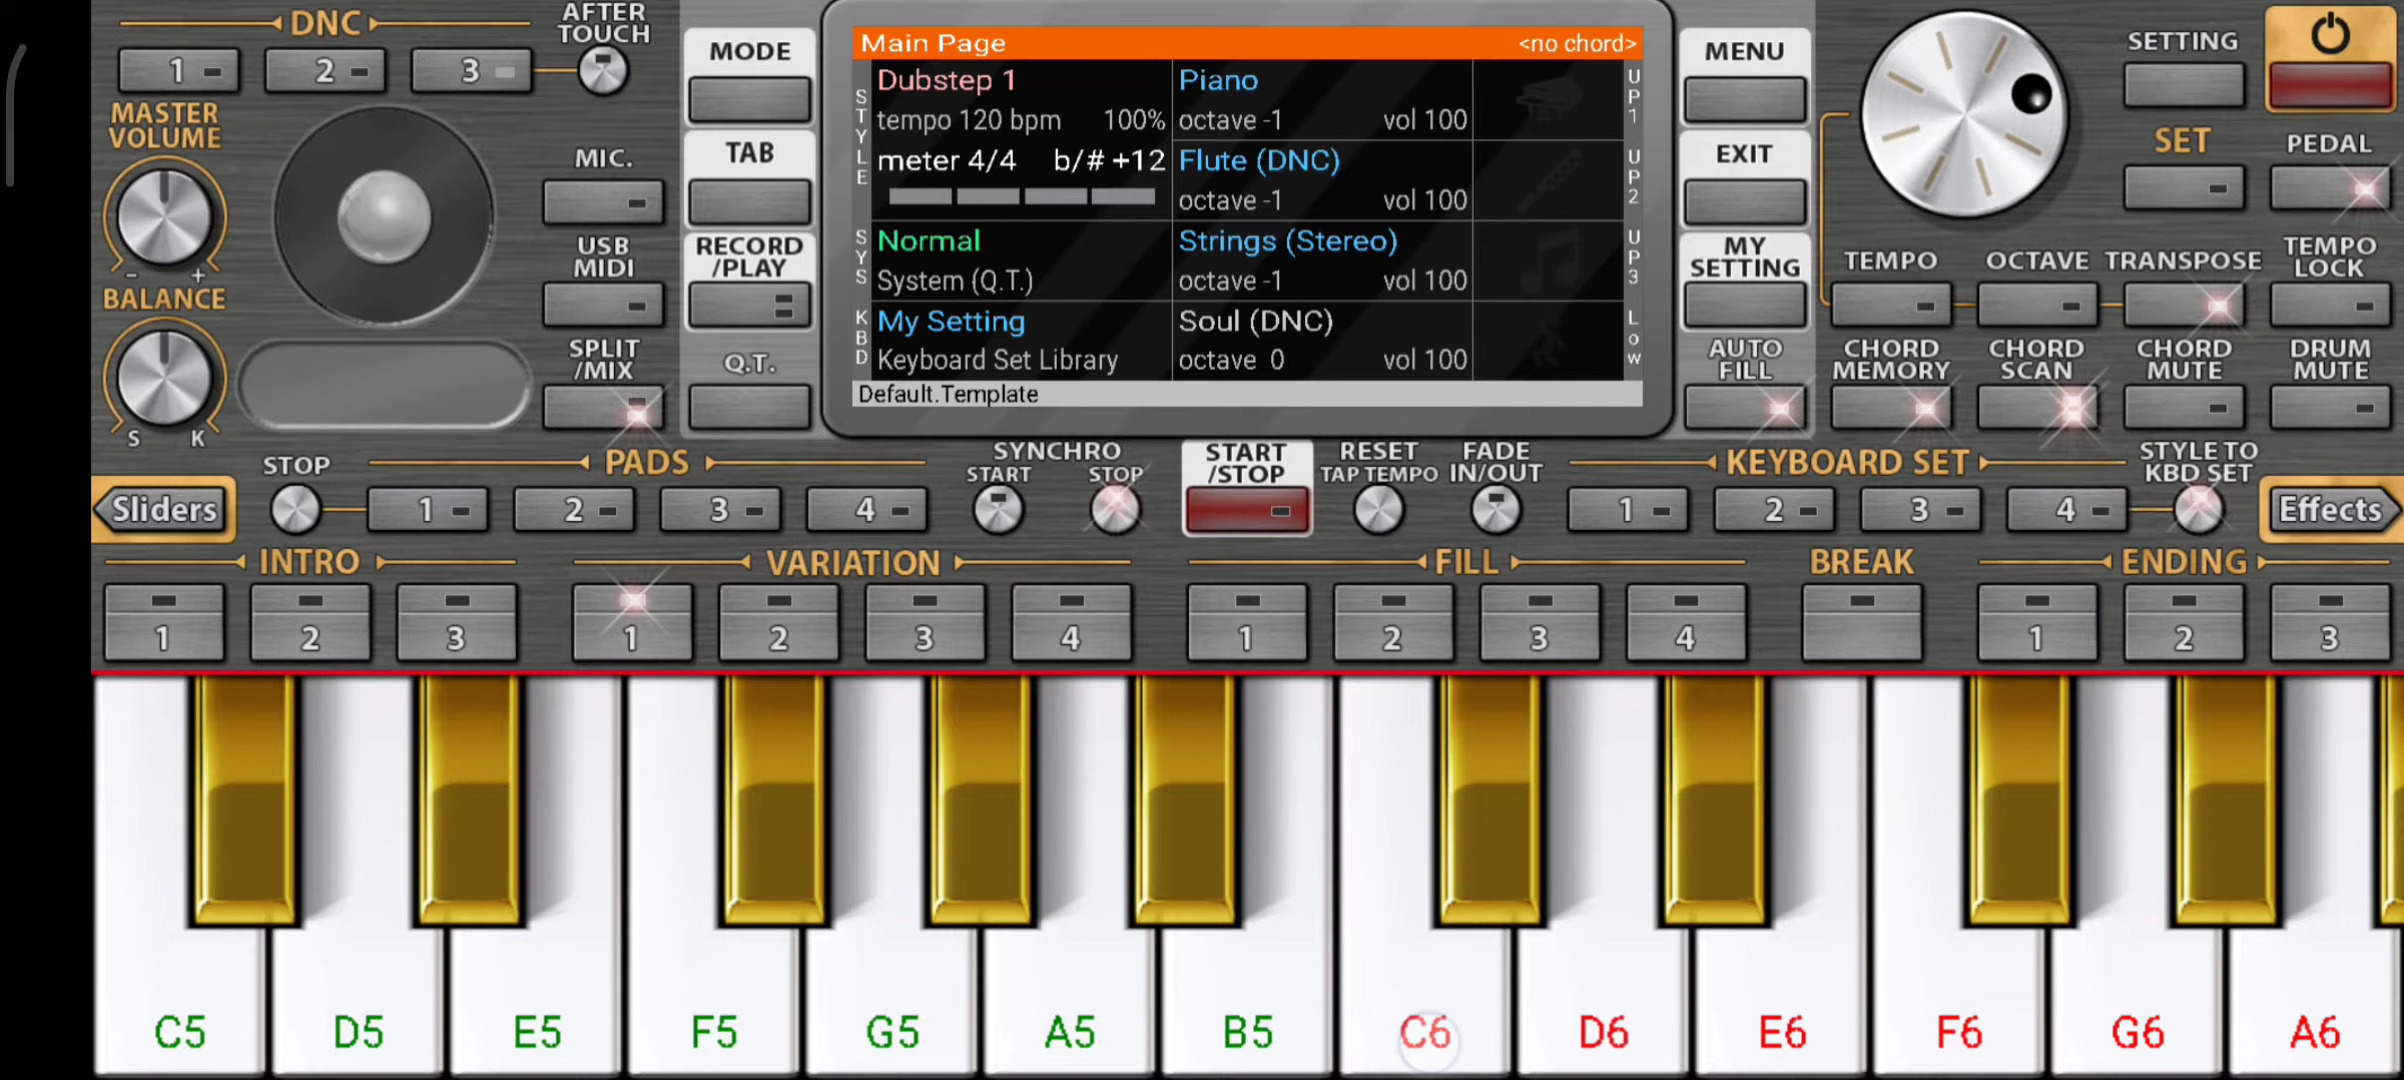 DNC
AFTER
TOUCH
1
2
3
MASTER
VOLUME
- +
BALANCE
S K
MIC.
USB
MIDI
SPLIT
/MIX
MODE
TAB
RECORD
/PLAY
Q.T.
Main Page <no chord>
STYLE
Dubstep 1
tempo 120 bpm 100%
meter 4/4 b/# +12
SYS
Normal
System (Q.T.)
KBD
My Setting
Keyboard Set Library
Piano
octave -1 vol 100
UP1
Flute (DNC)
octave -1 vol 100
UP2
Strings (Stereo)
octave -1 vol 100
UP3
Soul (DNC)
octave 0 vol 100
Low
Default.Template
MENU
EXIT
MY
SETTING
AUTO
FILL
SETTING
SET
PEDAL
TEMPO
OCTAVE
TRANSPOSE
TEMPO
LOCK
CHORD
MEMORY
CHORD
SCAN
CHORD
MUTE
DRUM
MUTE
Sliders
STOP
PADS
1
2
3
4
SYNCHRO
START STOP
START
/STOP
RESET
TAP TEMPO
FADE
IN/OUT
KEYBOARD SET
1
2
3
4
STYLE TO
KBD SET
Effects
INTRO
1
2
3
VARIATION
1
2
3
4
FILL
1
2
3
4
BREAK
ENDING
1
2
3
C5 D5 E5 F5 G5 A5 B5 C6 D6 E6 F6 G6 A6